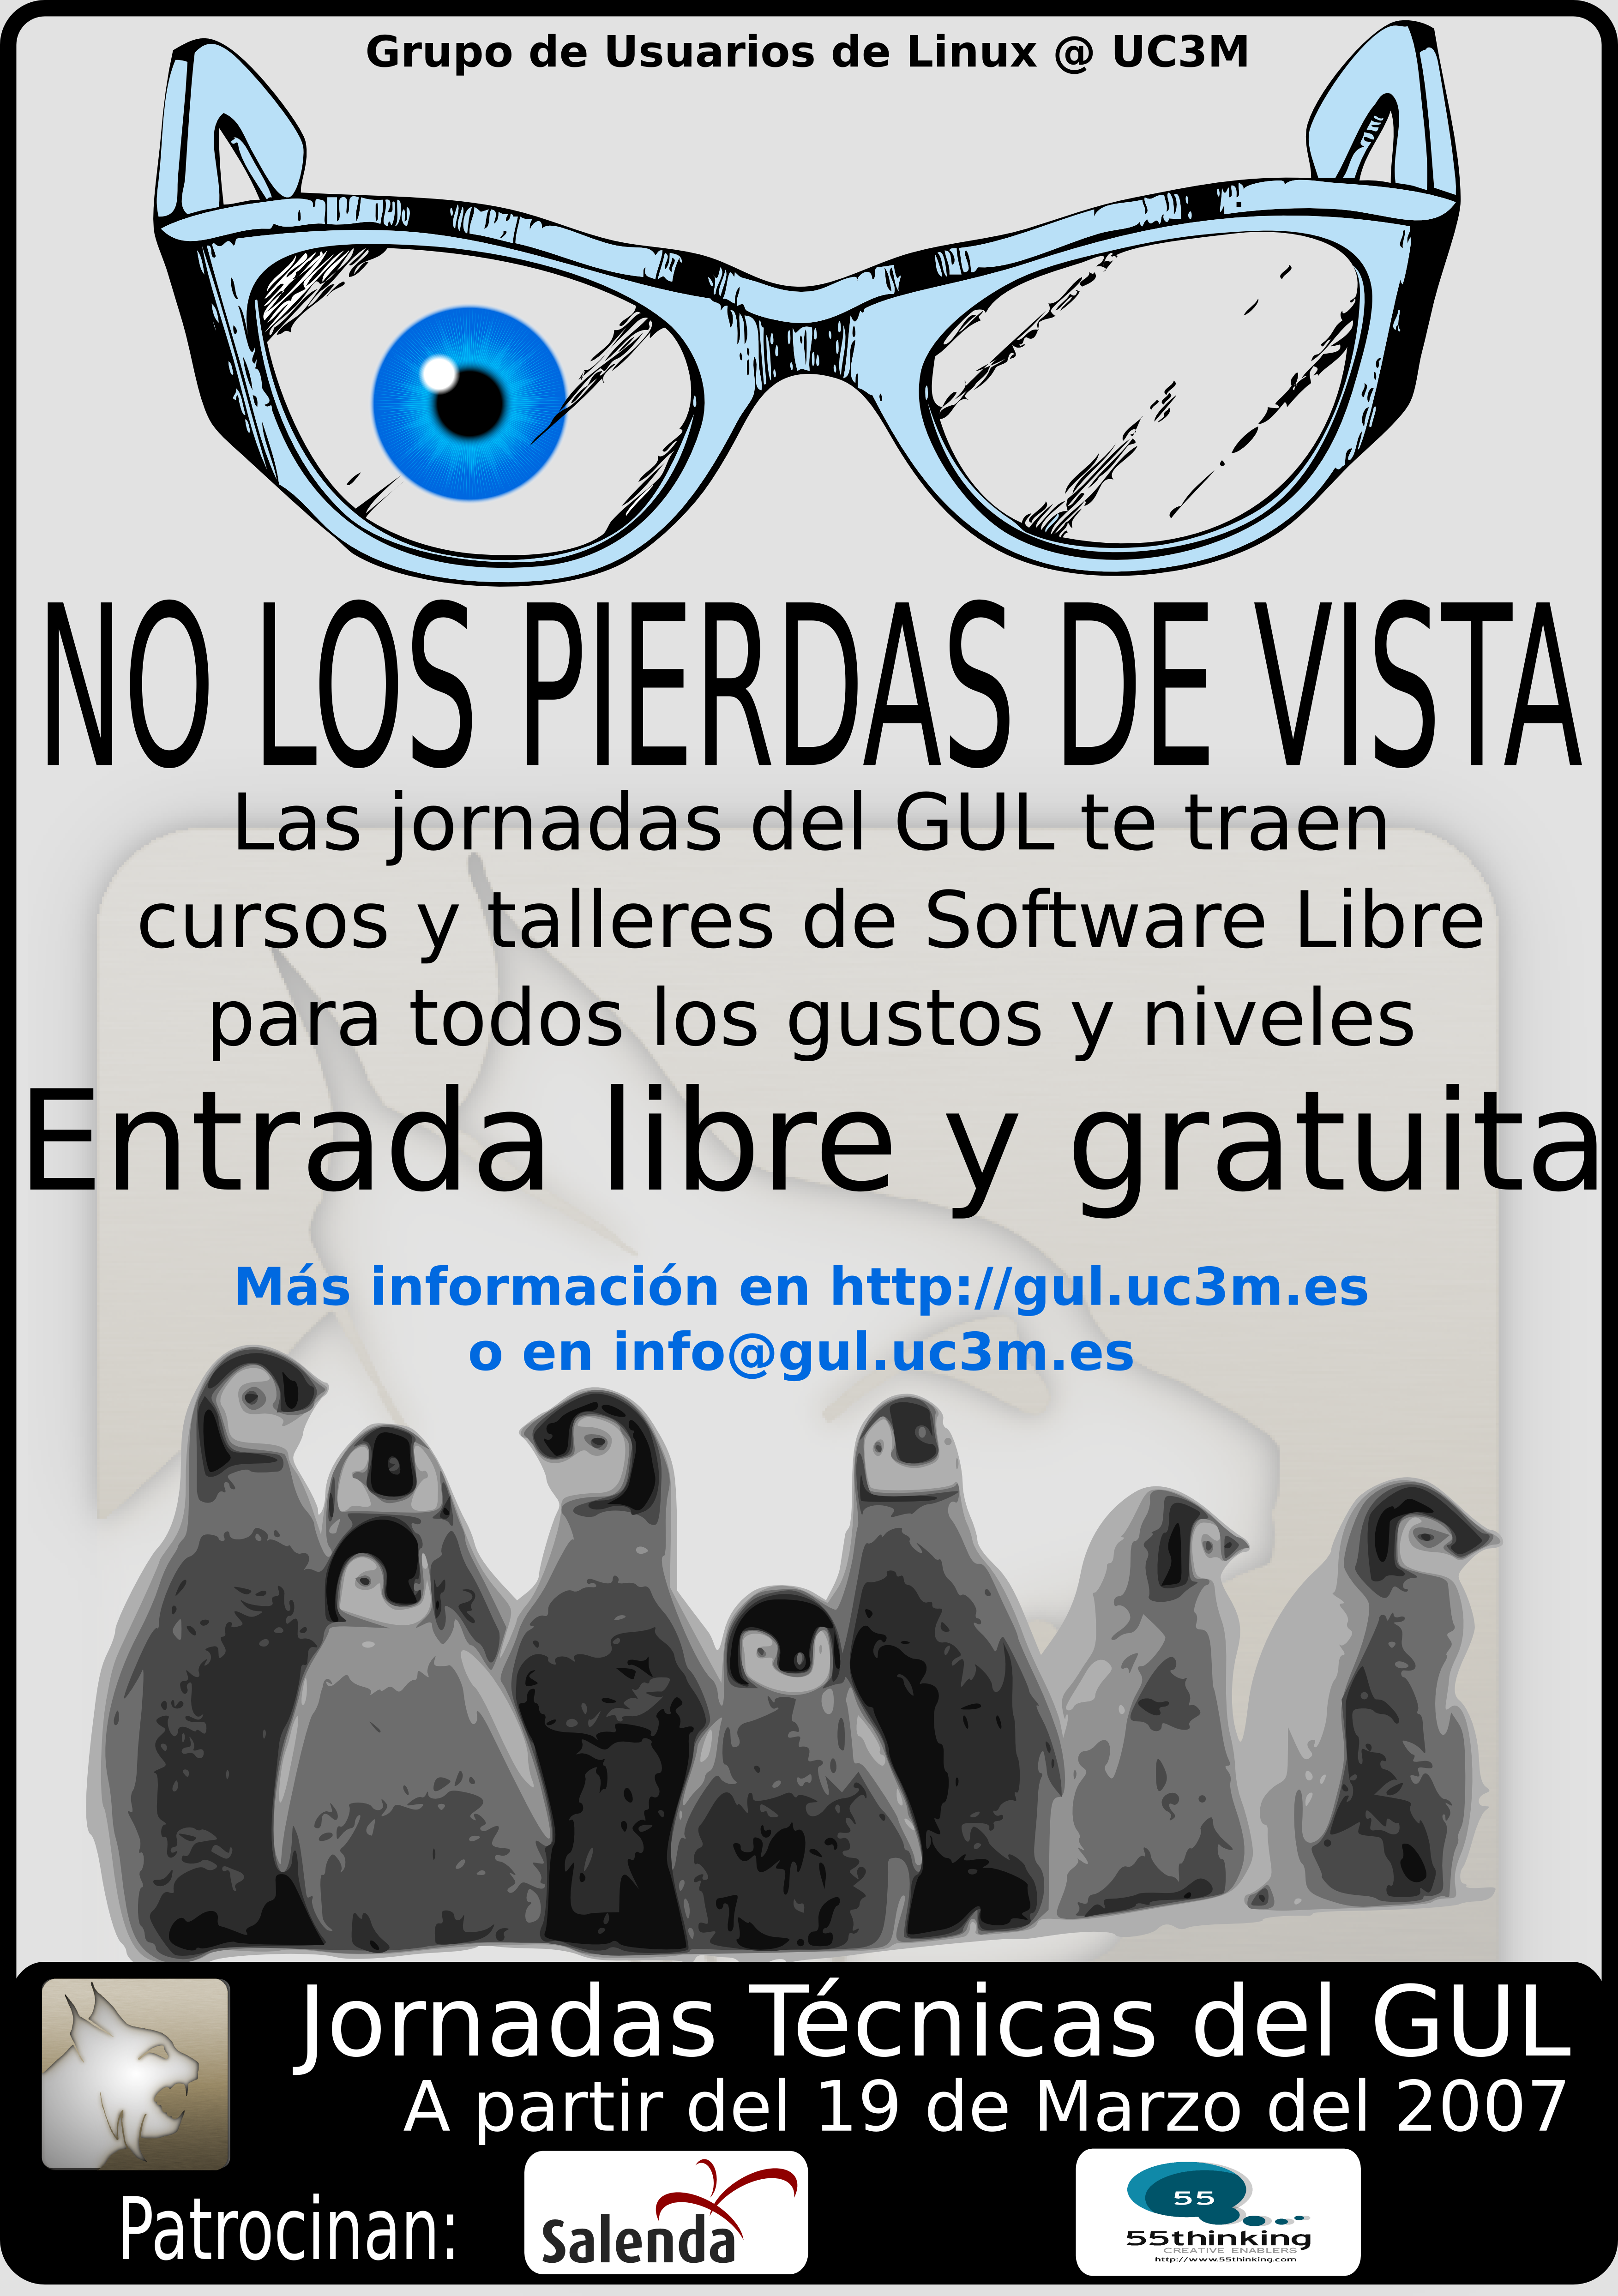 Grupo de Usuarios de Linux @ UC3M
NO LOS PIERDAS DE VISTA
Las jornadas del GUL te traen
cursos y talleres de Software Libre
para todos los gustos y niveles
Entrada libre y gratuita
Más información en http://gul.uc3m.es
o en info@gul.uc3m.es
Jornadas Técnicas del GUL
A partir del 19 de Marzo del 2007
Patrocinan:
Salenda
55
55thinking
CREATIVE ENABLERS
http://www.55thinking.com